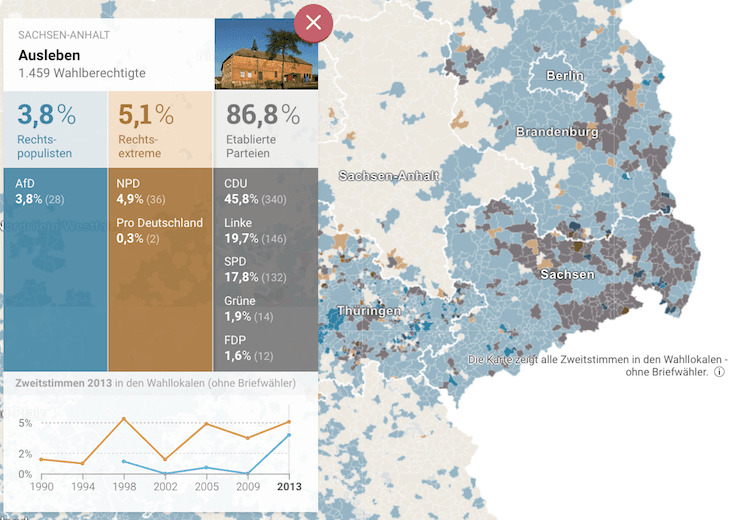 SACHSEN-ANHALT
Ausleben
1.459 Wahlberechtigte
3,8%
Rechts-
populisten
5,1%
Rechts-
extreme
86,8%
Etablierte
Parteien
AfD
3,8% (28)
NPD
4,9% (36)
Pro Deutschland
0,3% (2)
CDU
45,8% (340)
Linke
19,7% (146)
SPD
17,8% (132)
Grüne
1,9% (14)
FDP
1,6% (12)
Zweitstimmen 2013 in den Wahllokalen (ohne Briefwähler)
5%
2%
0%
1990 1994 1998 2002 2005 2009 2013
Berlin
Brandenburg
Sachsen-Anhalt
Sachsen
Thüringen
Die Karte zeigt alle Zweitstimmen in den Wahllokalen -
ohne Briefwähler.